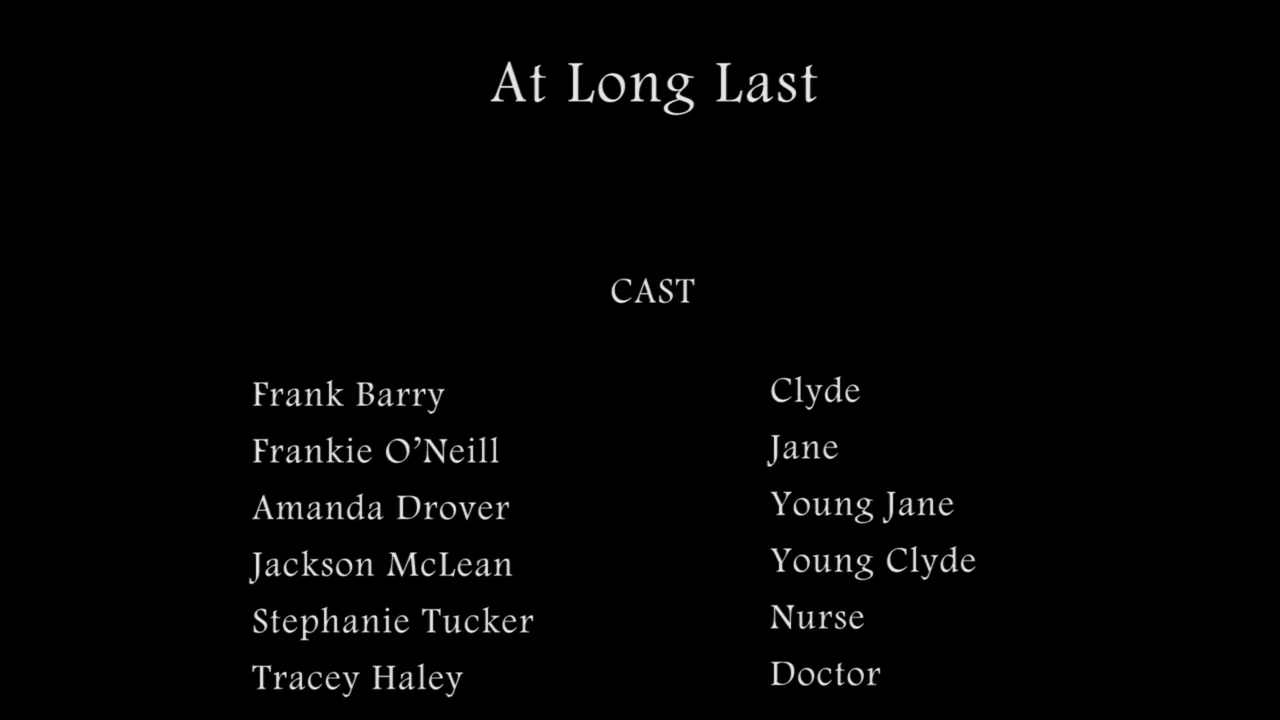 At Long Last
CAST
Frank Barry Clyde
Frankie O’Neill Jane
Amanda Drover Young Jane
Jackson McLean Young Clyde
Stephanie Tucker Nurse
Tracey Haley Doctor